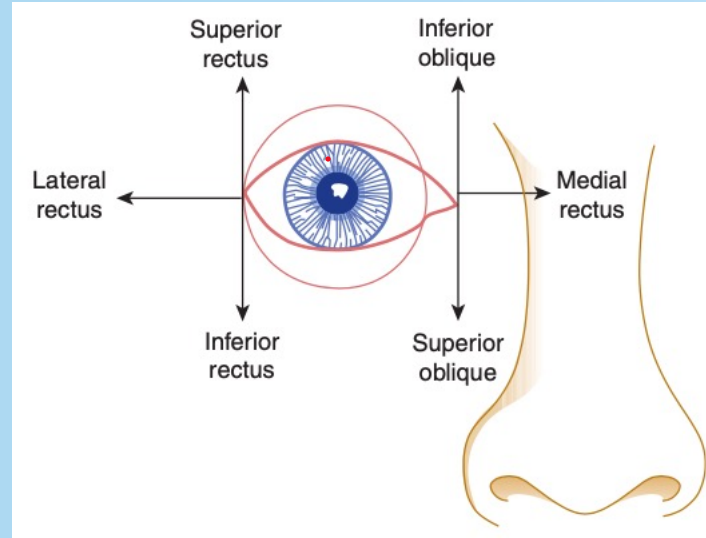 Superior
rectus
Inferior
oblique
Lateral
rectus
Medial
rectus
Inferior
rectus
Superior
oblique